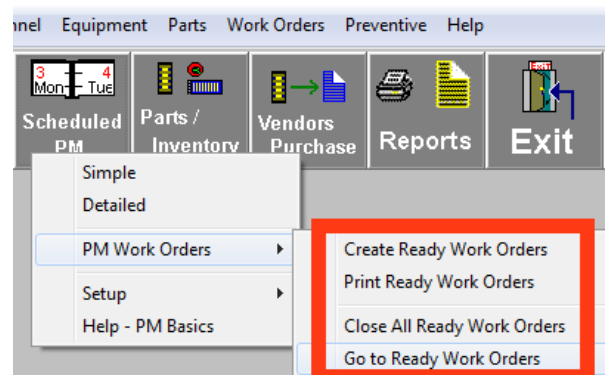 nnel Equipment Parts Work Orders Preventive Help
3 4
Mon Tue
Scheduled
PM
Parts /
Inventory
Vendors
Purchase
Reports
EXIT
Exit
Simple
Detailed
PM Work Orders
Setup
Help - PM Basics
Create Ready Work Orders
Print Ready Work Orders
Close All Ready Work Orders
Go to Ready Work Orders